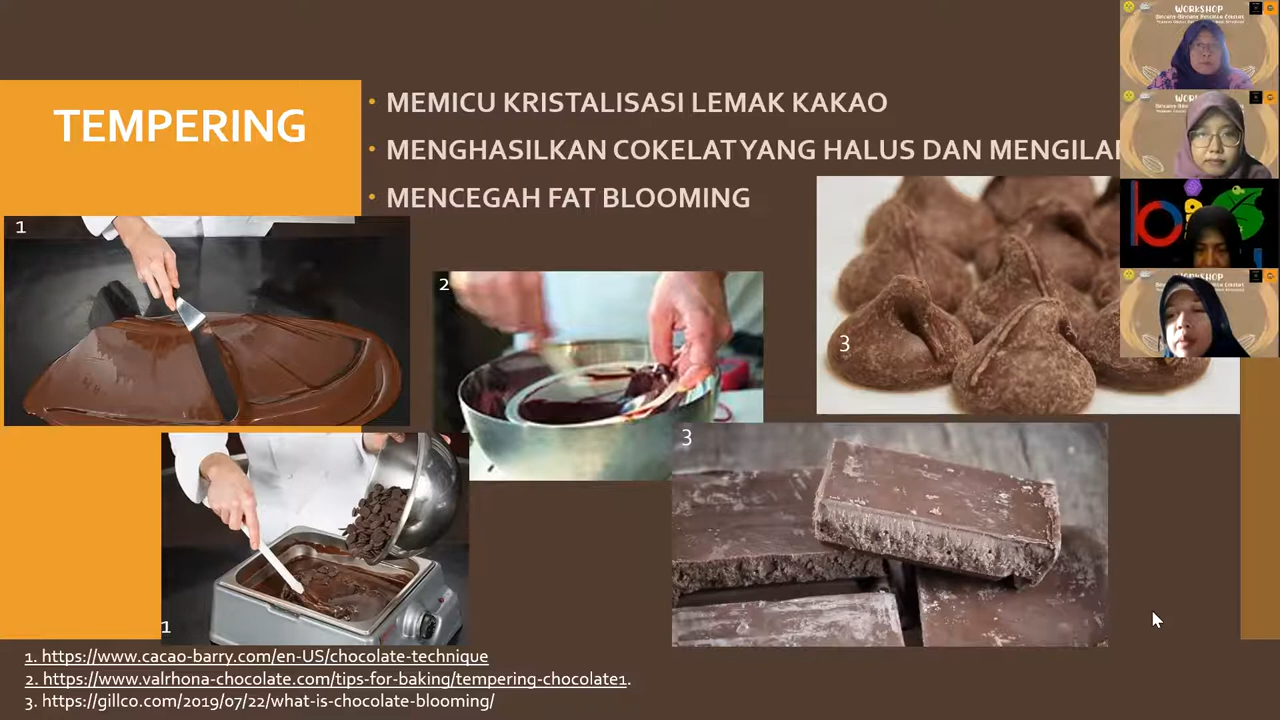 TEMPERING
• MEMICU KRISTALISASI LEMAK KAKAO
• MENGHASILKAN COKELAT YANG HALUS DAN
• MENCEGAH FAT BLOOMING
1
2
3
3
1
1. https://www.cacao-barry.com/en-US/chocolate-technique
2. https://www.valrhona-chocolate.com/tips-for-baking/tempering-chocolate1.
3. https://gillco.com/2019/07/22/what-is-chocolate-blooming/
WORKSHOP
WORKSHOP